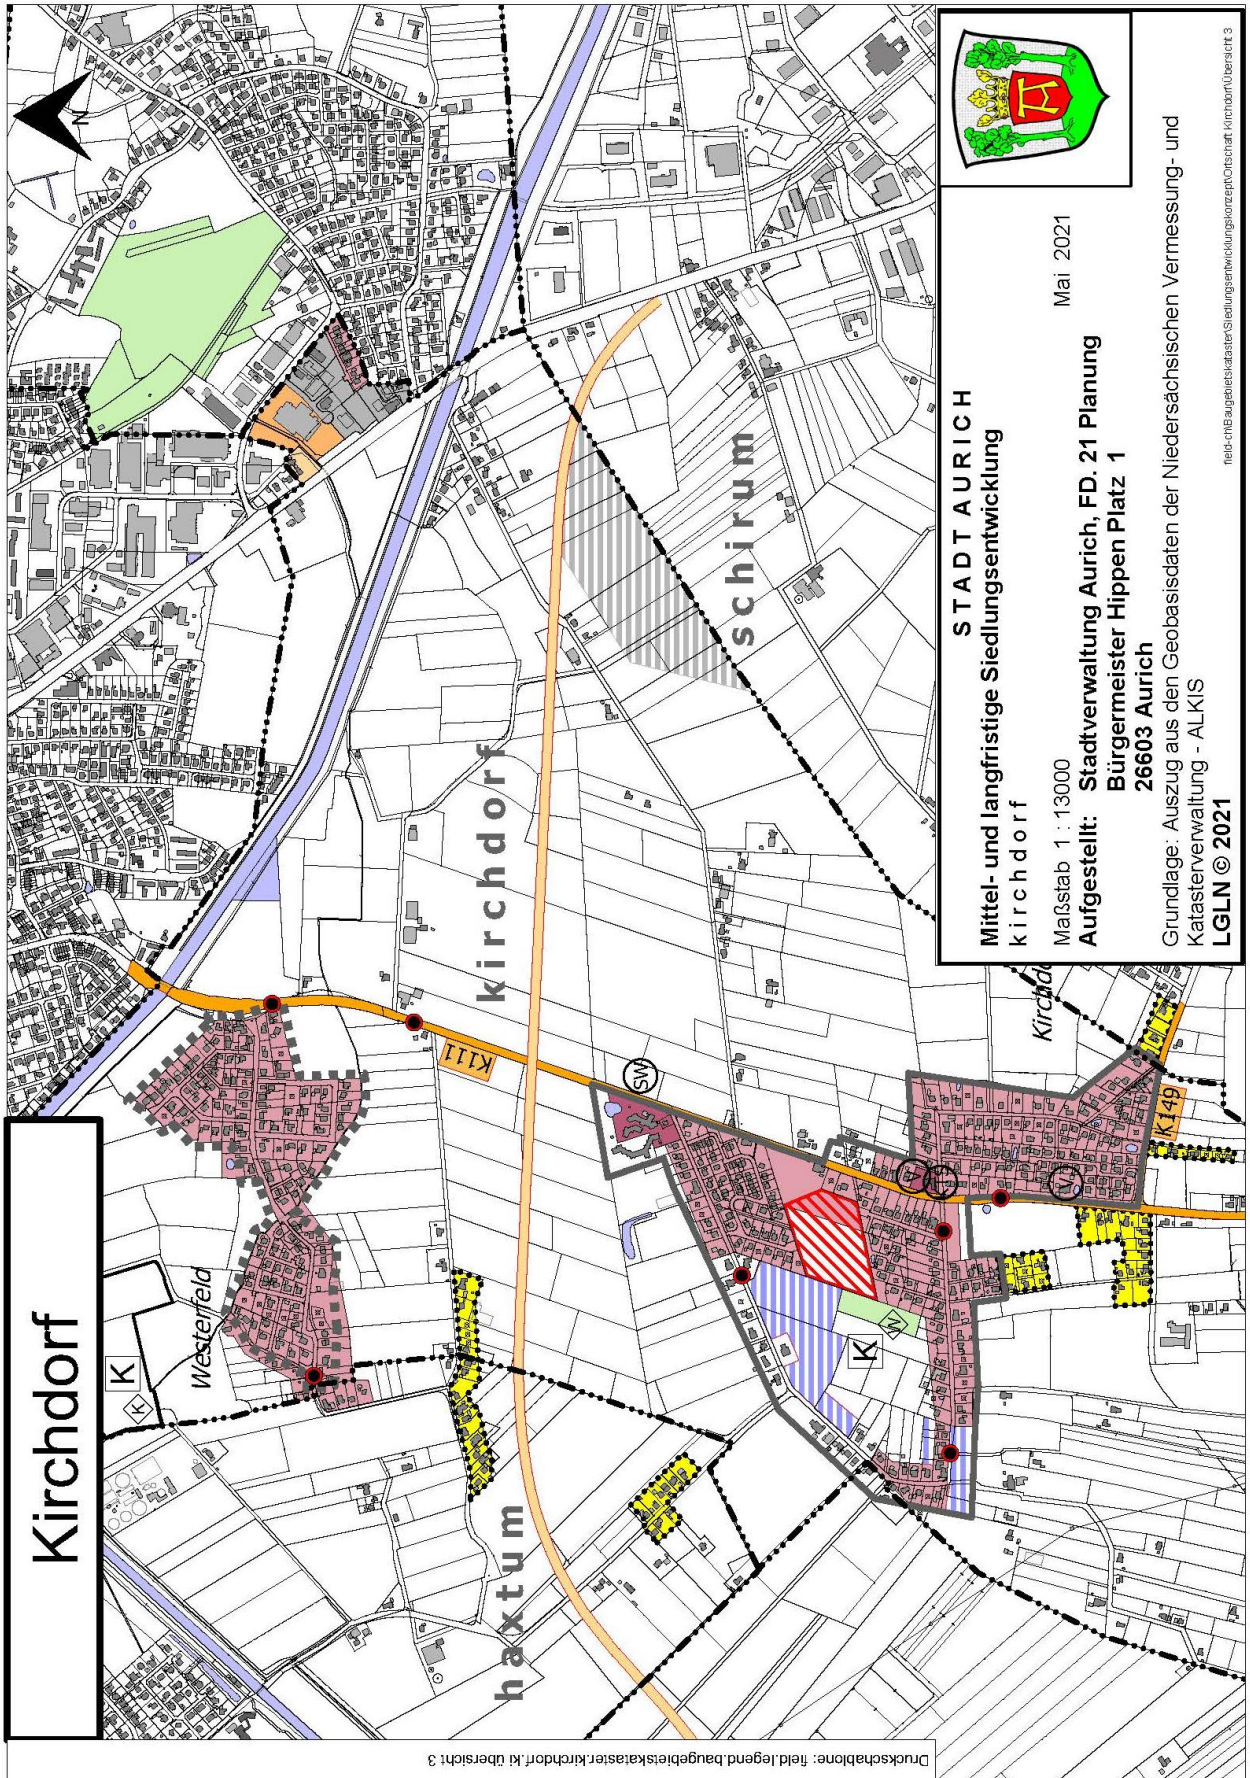 Kirchdorf
N
K
K
Westerfeld
K111
kirchdorf
schirum
haxtum
SW
K
W
V
V
K149
STADT AURICH
Mittel- und langfristige Siedlungsentwicklung
kirchdorf
Maßstab 1 : 13000
Mai 2021
Aufgestellt: Stadtverwaltung Aurich, FD. 21 Planung
Bürgermeister Hippen Platz 1
26603 Aurich
Grundlage: Auszug aus den Geobasisdaten der Niedersächsischen Vermessung- und
Katasterverwaltung - ALKIS
LGLN © 2021
field-ch\Baugebietskataster\Siedlungsentwicklungskonzept\Ortschaft Kirchdorf\Übersicht 3
Druckschablone: field.legend.baugebietskataster.kirchdorf.ki.übersicht 3